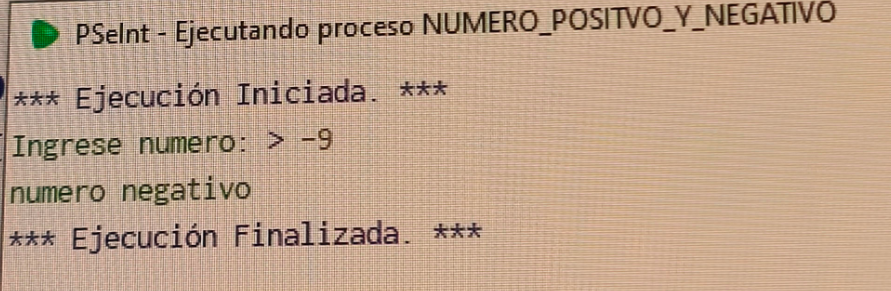 PSeInt - Ejecutando proceso NUMERO_POSITVO_Y_NEGATIVO
*** Ejecución Iniciada. ***
Ingrese numero: > -9
numero negativo
*** Ejecución Finalizada. ***